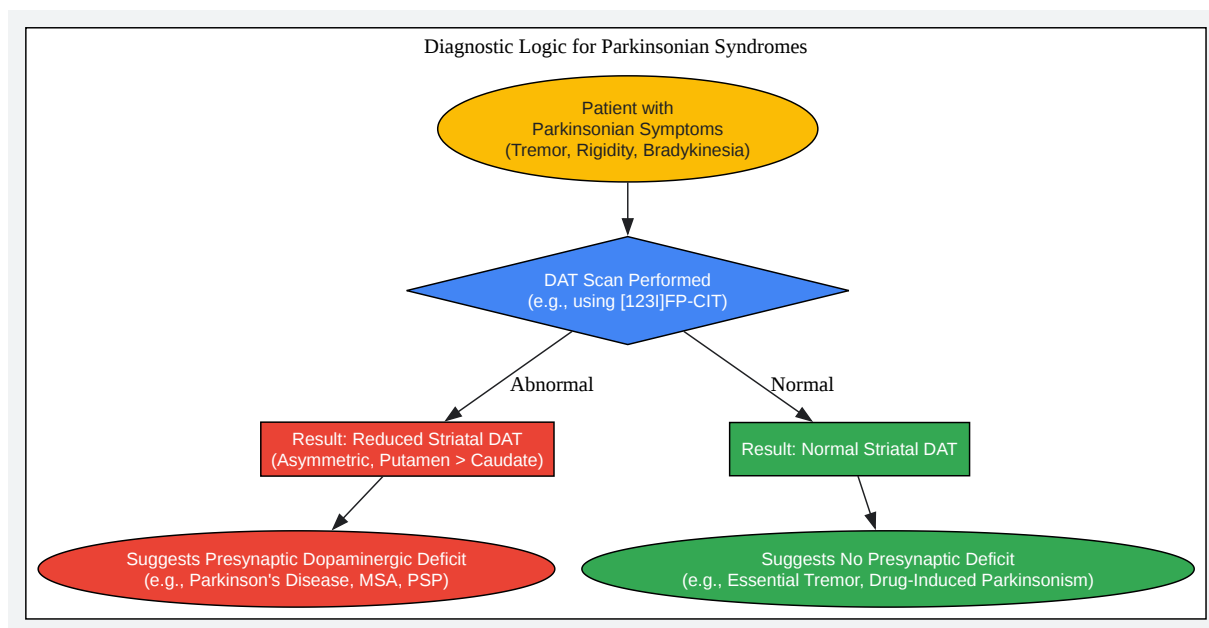 Diagnostic Logic for Parkinsonian Syndromes
Patient with
Parkinsonian Symptoms
(Tremor, Rigidity, Bradykinesia)
DAT Scan Performed
(e.g., using [123I]FP-CIT)
Abnormal
Normal
Result: Reduced Striatal DAT
(Asymmetric, Putamen > Caudate)
Result: Normal Striatal DAT
Suggests Presynaptic Dopaminergic Deficit
(e.g., Parkinson's Disease, MSA, PSP)
Suggests No Presynaptic Deficit
(e.g., Essential Tremor, Drug-Induced Parkinsonism)